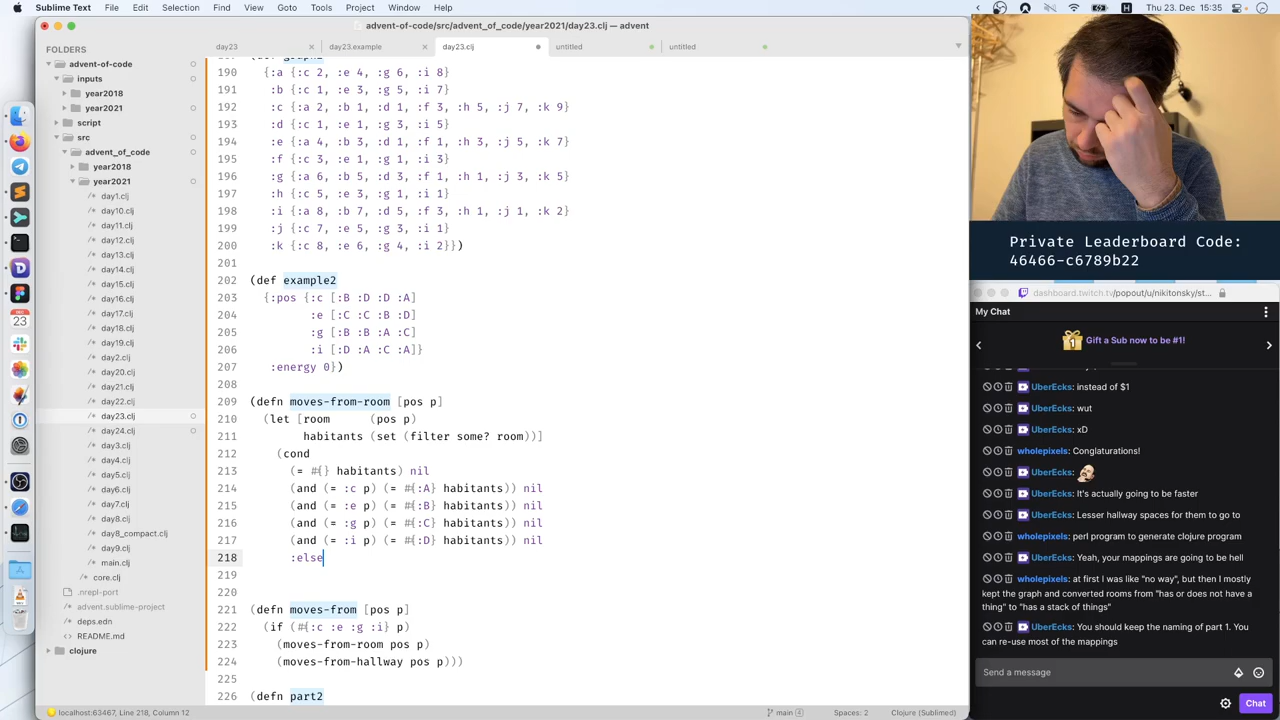 Sublime Text File Edit Selection Find View Goto Tools Project Window Help
Thu 23. Dec 15:35
advent-of-code/src/advent_of_code/year2021/day23.clj — advent
FOLDERS
advent-of-code
inputs
year2018
year2021
script
src
advent_of_code
year2018
year2021
day1.clj
day10.clj
day11.clj
day12.clj
day13.clj
day14.clj
day15.clj
day16.clj
day17.clj
day18.clj
day19.clj
day2.clj
day20.clj
day21.clj
day22.clj
day23.clj
day24.clj
day3.clj
day4.clj
day5.clj
day6.clj
day7.clj
day8.clj
day8_compact.clj
day9.clj
main.clj
core.clj
.nrepl-port
advent.sublime-project
deps.edn
README.md
clojure
day23 day23.example day23.clj untitled untitled
190 {:a {:c 2, :e 4, :g 6, :i 8}
191 :b {:c 1, :e 3, :g 5, :i 7}
192 :c {:a 2, :b 1, :d 1, :f 3, :h 5, :j 7, :k 9}
193 :d {:c 1, :e 1, :g 3, :i 5}
194 :e {:a 4, :b 3, :d 1, :f 1, :h 3, :j 5, :k 7}
195 :f {:c 3, :e 1, :g 1, :i 3}
196 :g {:a 6, :b 5, :d 3, :f 1, :h 1, :j 3, :k 5}
197 :h {:c 5, :e 3, :g 1, :i 1}
198 :i {:a 8, :b 7, :d 5, :f 3, :h 1, :j 1, :k 2}
199 :j {:c 7, :e 5, :g 3, :i 1}
200 :k {:c 8, :e 6, :g 4, :i 2}})
201
202 (def example2
203 {:pos {:c [:B :D :D :A]
204 :e [:C :C :B :D]
205 :g [:B :B :A :C]
206 :i [:D :A :C :A]}
207 :energy 0})
208
209 (defn moves-from-room [pos p]
210 (let [room (pos p)
211 habitants (set (filter some? room))]
212 (cond
213 (= #{} habitants) nil
214 (and (= :c p) (= #{:A} habitants)) nil
215 (and (= :e p) (= #{:B} habitants)) nil
216 (and (= :g p) (= #{:C} habitants)) nil
217 (and (= :i p) (= #{:D} habitants)) nil
218 :else
219
220
221 (defn moves-from [pos p]
222 (if (#{:c :e :g :i} p)
223 (moves-from-room pos p)
224 (moves-from-hallway pos p)))
225
226 (defn part2
localhost:63467, Line 218, Column 12
main 4 Spaces: 2 Clojure (Sublimed)
Private Leaderboard Code:
46466-c6789b22
dashboard.twitch.tv/popout/u/nikitonsky/st...
My Chat
Gift a Sub now to be #1!
UberEcks: instead of $1
UberEcks: wut
UberEcks: xD
wholepixels: Conglaturations!
UberEcks:
UberEcks: It's actually going to be faster
UberEcks: Lesser hallway spaces for them to go to
wholepixels: perl program to generate clojure program
UberEcks: Yeah, your mappings are going to be hell
wholepixels: at first I was like "no way", but then I mostly
kept the graph and converted rooms from "has or does not have a
thing" to "has a stack of things"
UberEcks: You should keep the naming of part 1. You
can re-use most of the mappings
Send a message
Chat